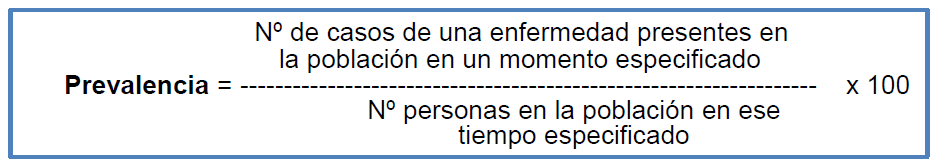 Nº de casos de una enfermedad presentes en
la población en un momento especificado
Prevalencia = ------------------------------------------------------------------ x 100
Nº personas en la población en ese
tiempo especificado